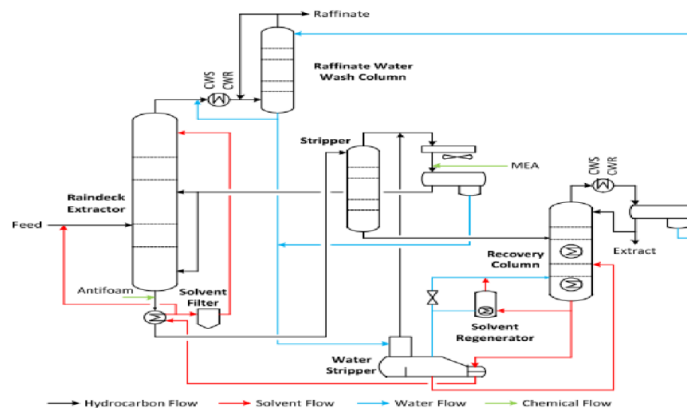 Raffinate
CWS
CWR
Raffinate Water
Wash Column
Stripper
MEA
CWS
CWR
Raindeck
Extractor
Feed
Recovery
Column
Extract
Antifoam
Solvent
Filter
Solvent
Regenerator
Water
Stripper
Hydrocarbon Flow
Solvent Flow
Water Flow
Chemical Flow